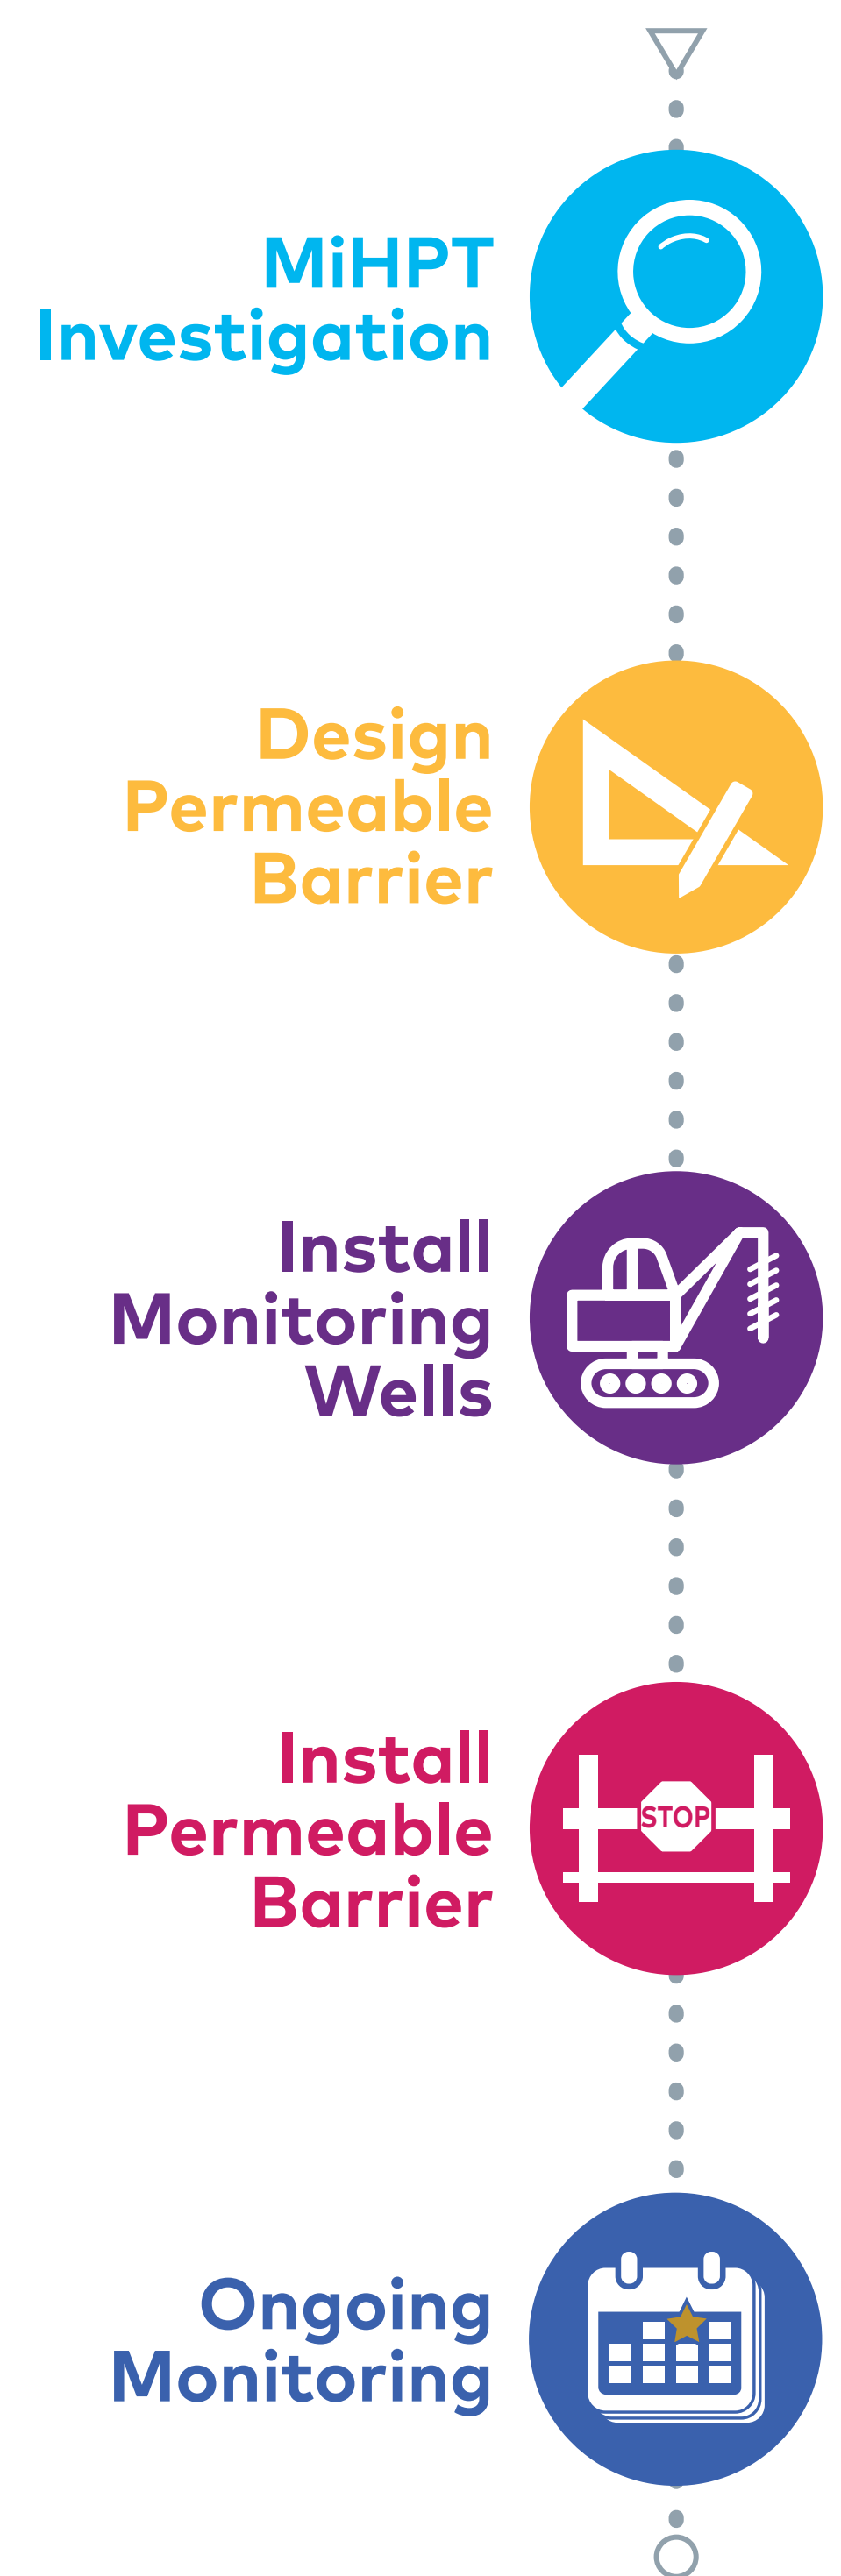 MiHPT
Investigation
Design
Permeable
Barrier
Install
Monitoring
Wells
Install
Permeable
Barrier
STOP
Ongoing
Monitoring